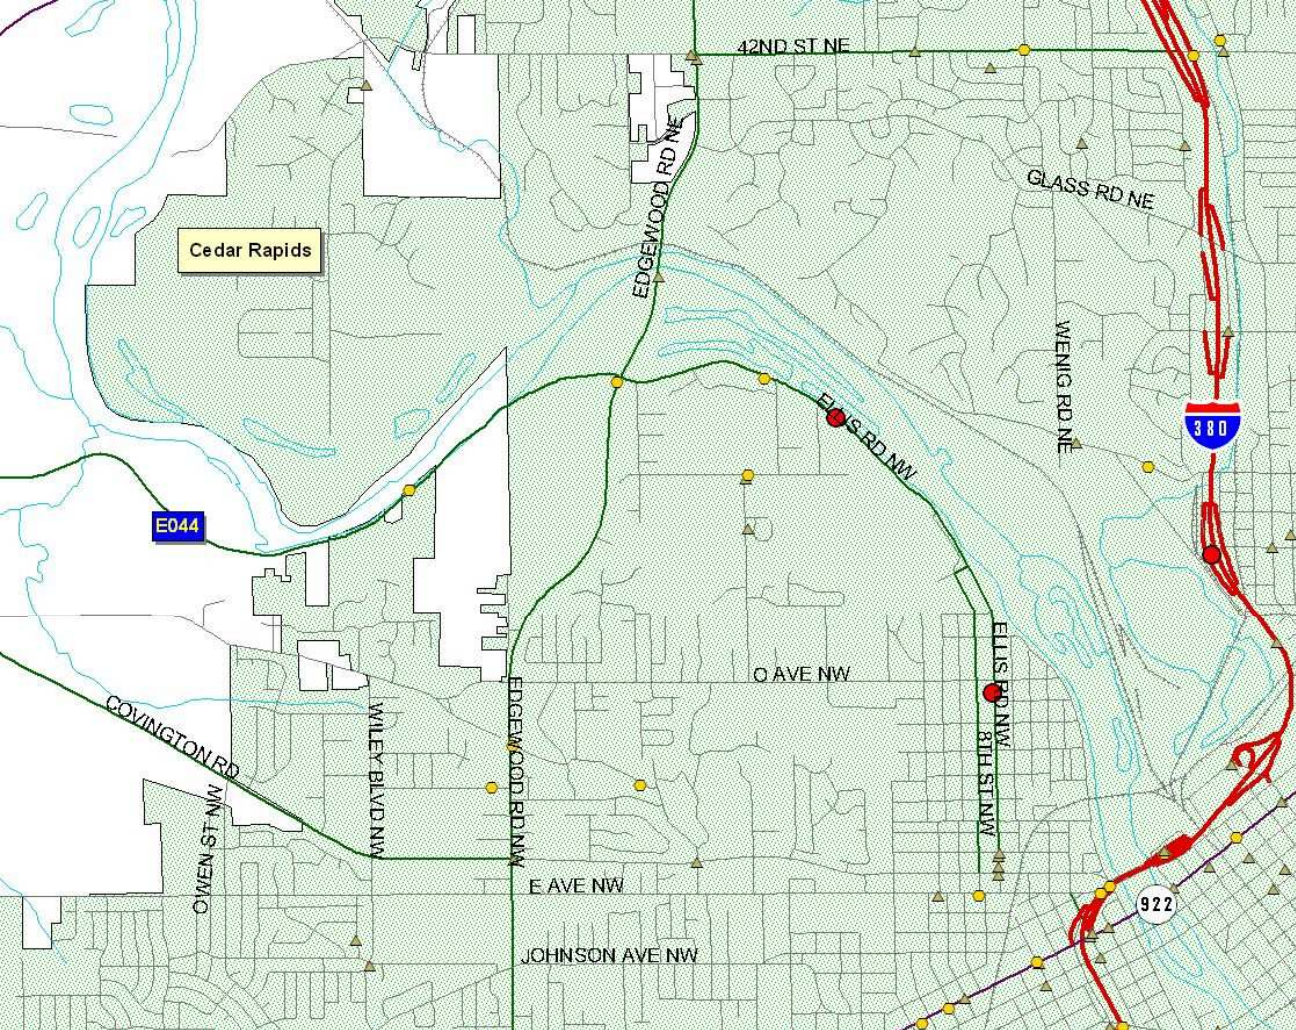 42ND ST NE
EDGEWOOD RD NE
GLASS RD NE
Cedar Rapids
WENIG RD NE
ELLIS RD NW
380
E044
O AVE NW
ELLIS RD NW
EDGEWOOD RD NW
COVINGTON RD
WILEY BLVD NW
8TH ST NW
OWEN ST NW
E AVE NW
922
JOHNSON AVE NW